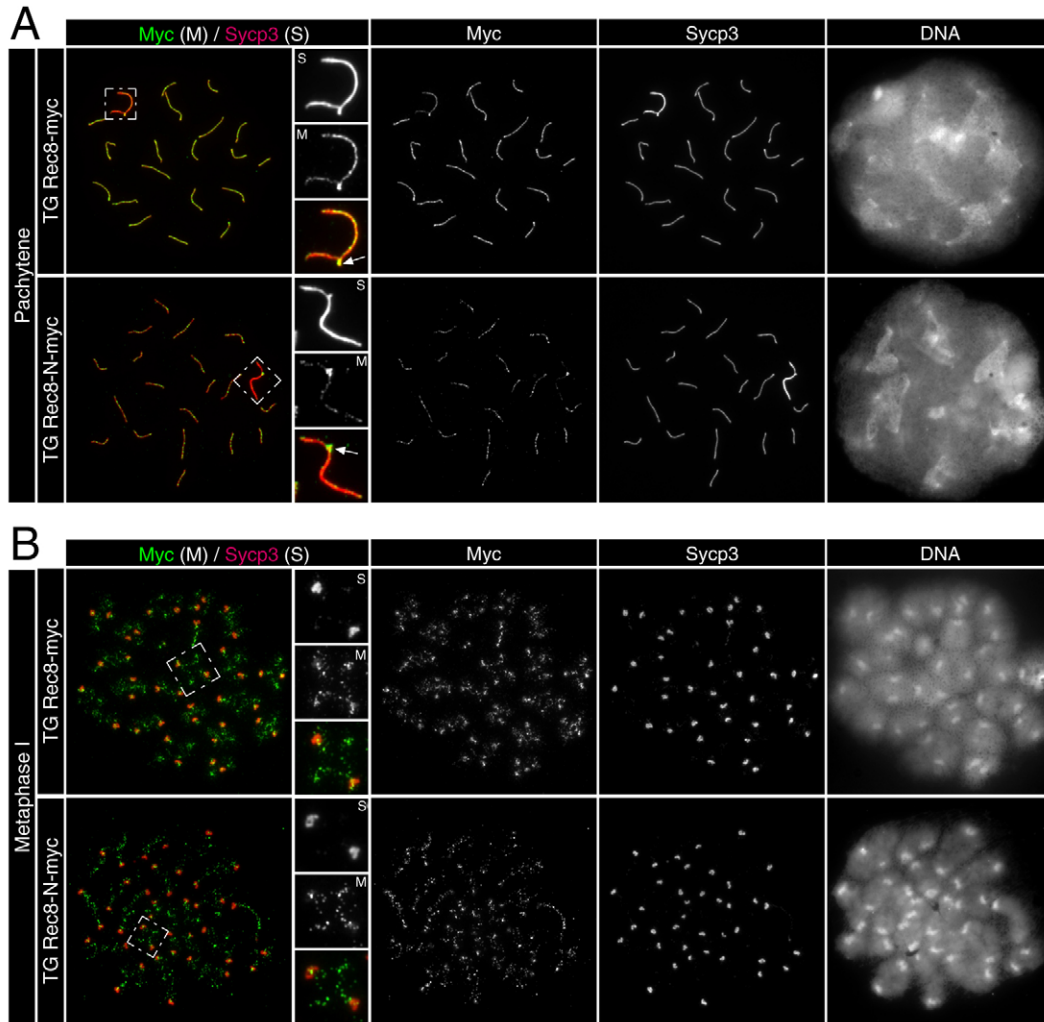 A
Myc (M) / Sycp3 (S)
Myc
Sycp3
DNA
Pachytene
TG Rec8-myc
S
M
TG Rec8-N-myc
S
M
B
Myc (M) / Sycp3 (S)
Myc
Sycp3
DNA
Metaphase I
TG Rec8-myc
S
M
TG Rec8-N-myc
S
M